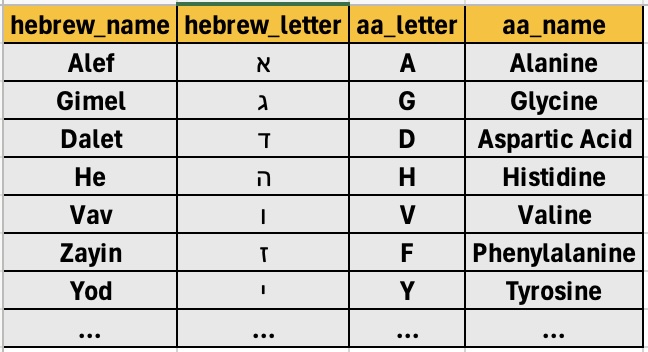 hebrew_name hebrew_letter aa_letter aa_name
Alef א A Alanine
Gimel ג G Glycine
Dalet ד D Aspartic Acid
He ה H Histidine
Vav ו V Valine
Zayin ז F Phenylalanine
Yod י Y Tyrosine
... ... ... ...